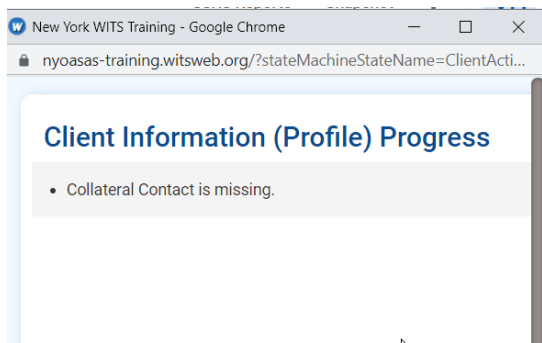 New York WITS Training - Google Chrome
nyoasas-training.witsweb.org/?stateMachineStateName=ClientActi...
Client Information (Profile) Progress
• Collateral Contact is missing.